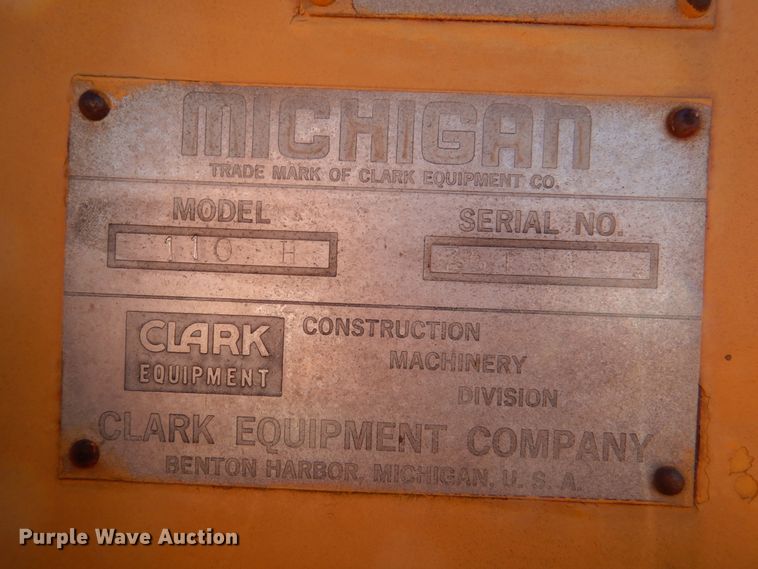 MICHIGAN
TRADE MARK OF CLARK EQUIPMENT CO.
MODEL
110 H
SERIAL NO.
CLARK
EQUIPMENT
CONSTRUCTION
MACHINERY
DIVISION
CLARK EQUIPMENT COMPANY
BENTON HARBOR, MICHIGAN, U. S. A.
Purple Wave Auction